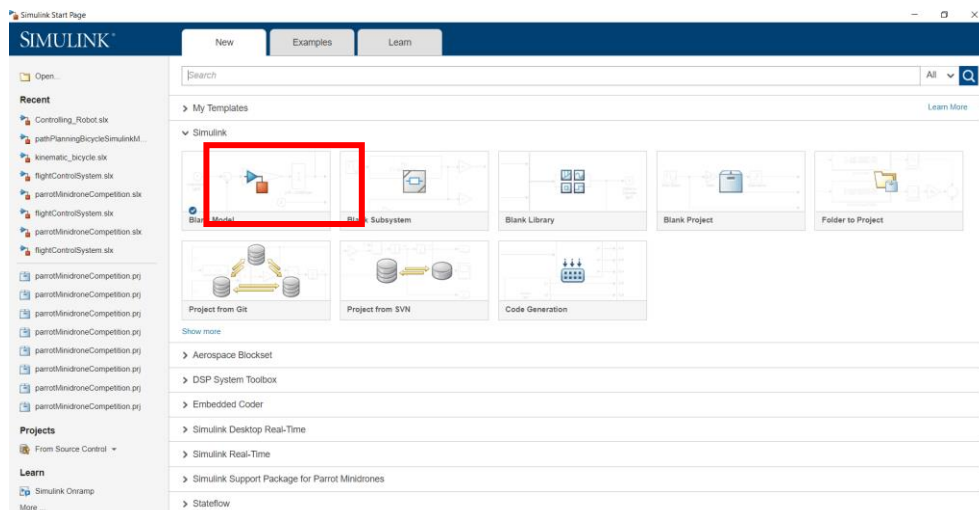 Simulink Start Page
SIMULINK®
New
Examples
Learn
Open...
Recent
Controlling_Robot.slx
pathPlanningBicycleSimulinkM...
kinematic_bicycle.slx
flightControlSystem.slx
parrotMinidroneCompetition.slx
flightControlSystem.slx
parrotMinidroneCompetition.slx
flightControlSystem.slx
parrotMinidroneCompetition.prj
parrotMinidroneCompetition.prj
parrotMinidroneCompetition.prj
parrotMinidroneCompetition.prj
parrotMinidroneCompetition.prj
parrotMinidroneCompetition.prj
parrotMinidroneCompetition.prj
parrotMinidroneCompetition.prj
Projects
From Source Control
Learn
Simulink Onramp
More
Search
All
My Templates
Learn More
Simulink
Blank Model
Blank Subsystem
Blank Library
Blank Project
Folder to Project
Project from Git
Project from SVN
Code Generation
Show more
Aerospace Blockset
DSP System Toolbox
Embedded Coder
Simulink Desktop Real-Time
Simulink Real-Time
Simulink Support Package for Parrot Minidrones
Stateflow